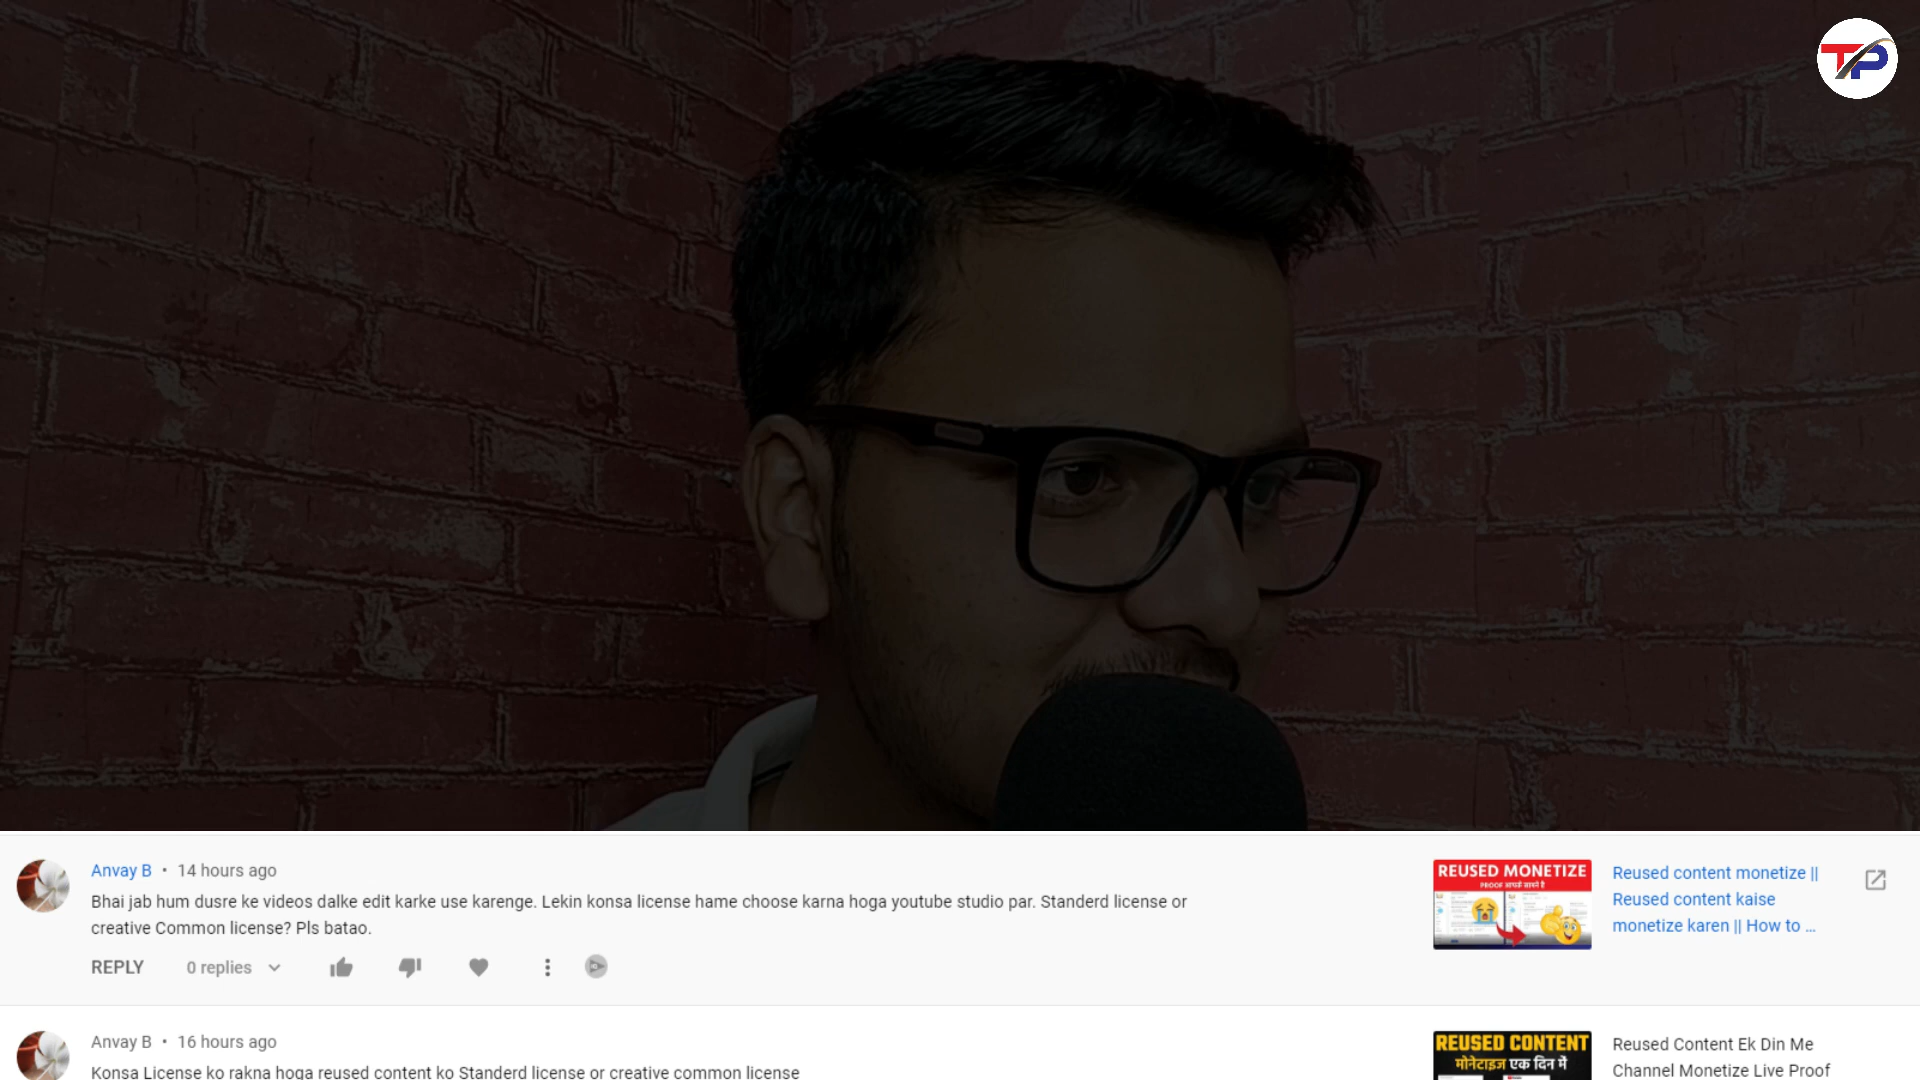 TP
Anvay B • 14 hours ago
Bhai jab hum dusre ke videos dalke edit karke use karenge. Lekin konsa license hame choose karna hoga youtube studio par. Standerd license or
creative Common license? Pls batao.
REPLY 0 replies
REUSED MONETIZE
PROOF आपके सामने है
Reused content monetize ||
Reused content kaise
monetize karen || How to ...
Anvay B • 16 hours ago
Konsa License ko rakna hoga reused content ko Standerd license or creative common license
REUSED CONTENT
मोनेटाइज एक दिन में
Reused Content Ek Din Me
Channel Monetize Live Proof